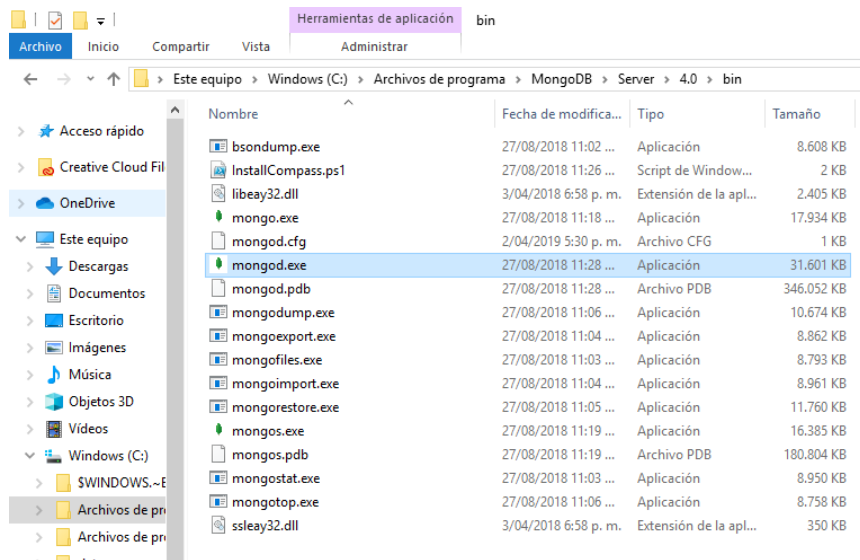 Herramientas de aplicación bin
Archivo Inicio Compartir Vista Administrar
Este equipo > Windows (C:) > Archivos de programa > MongoDB > Server > 4.0 > bin
Nombre Fecha de modifica... Tipo Tamaño
Acceso rápido
Creative Cloud Fil
OneDrive
Este equipo
Descargas
Documentos
Escritorio
Imágenes
Música
Objetos 3D
Vídeos
Windows (C:)
$WINDOWS.~B
Archivos de pro
Archivos de pro
bsondump.exe 27/08/2018 11:02 ... Aplicación 8.608 KB
InstallCompass.ps1 27/08/2018 11:26 ... Script de Window... 2 KB
libeay32.dll 3/04/2018 6:58 p. m. Extensión de la apl... 2.405 KB
mongo.exe 27/08/2018 11:18 ... Aplicación 17.934 KB
mongod.cfg 2/04/2019 5:30 p. m. Archivo CFG 1 KB
mongod.exe 27/08/2018 11:28 ... Aplicación 31.601 KB
mongod.pdb 27/08/2018 11:28 ... Archivo PDB 346.052 KB
mongodump.exe 27/08/2018 11:06 ... Aplicación 10.674 KB
mongoexport.exe 27/08/2018 11:04 ... Aplicación 8.862 KB
mongofiles.exe 27/08/2018 11:03 ... Aplicación 8.793 KB
mongoimport.exe 27/08/2018 11:04 ... Aplicación 8.961 KB
mongorestore.exe 27/08/2018 11:05 ... Aplicación 11.760 KB
mongos.exe 27/08/2018 11:19 ... Aplicación 16.385 KB
mongos.pdb 27/08/2018 11:19 ... Archivo PDB 180.804 KB
mongostat.exe 27/08/2018 11:03 ... Aplicación 8.950 KB
mongotop.exe 27/08/2018 11:06 ... Aplicación 8.758 KB
ssleay32.dll 3/04/2018 6:58 p. m. Extensión de la apl... 350 KB